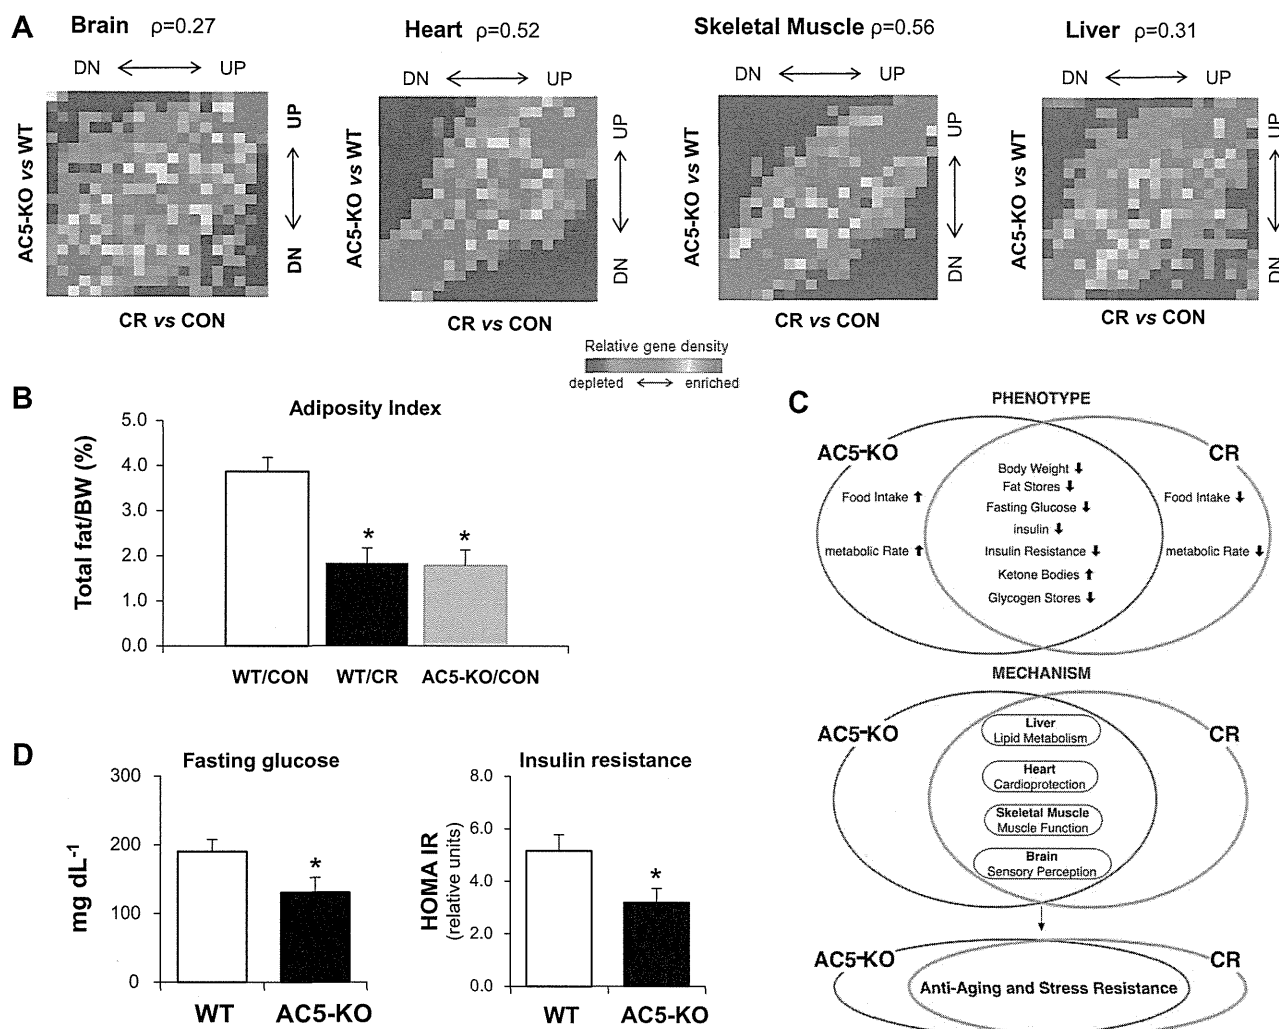 A
Brain ρ=0.27
Heart ρ=0.52
Skeletal Muscle ρ=0.56
Liver ρ=0.31
DN UP
DN UP
DN UP
DN UP
AC5-KO vs WT
UP
DN
AC5-KO vs WT
UP
DN
AC5-KO vs WT
UP
DN
AC5-KO vs WT
UP
DN
CR vs CON
CR vs CON
CR vs CON
CR vs CON
Relative gene density
depleted enriched
B
Adiposity Index
Total fat/BW (%)
5.0
4.0
3.0
2.0
1.0
0.0
* *
WT/CON WT/CR AC5-KO/CON
C
PHENOTYPE
AC5-KO
CR
Food Intake
metabolic Rate
Body Weight
Fat Stores
Fasting Glucose
insulin
Insulin Resistance
Ketone Bodies
Glycogen Stores
Food Intake
metabolic Rate
MECHANISM
AC5-KO
CR
Liver
Lipid Metabolism
Heart
Cardioprotection
Skeletal Muscle
Muscle Function
Brain
Sensory Perception
AC5-KO
CR
Anti-Aging and Stress Resistance
D
Fasting glucose
mg dL-1
300
200
100
0
*
WT AC5-KO
Insulin resistance
HOMA IR
(relative units)
8.0
6.0
4.0
2.0
0.0
*
WT AC5-KO